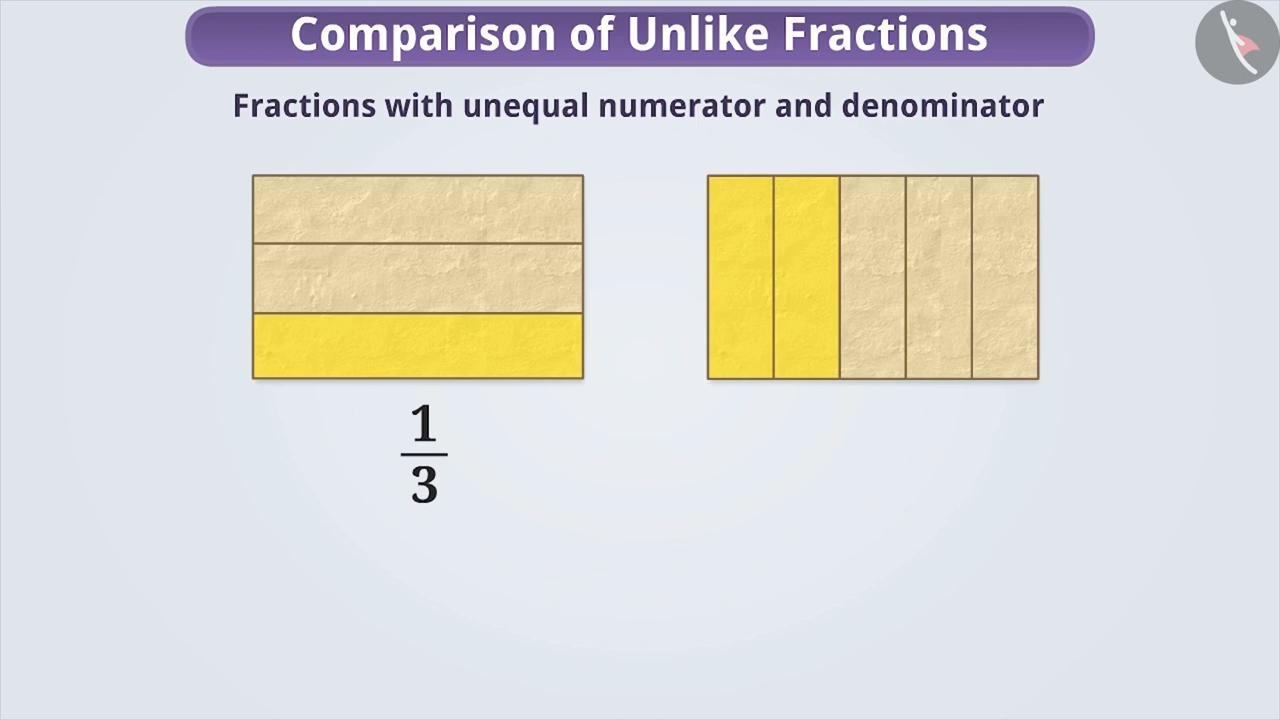 Comparison of Unlike Fractions
Fractions with unequal numerator and denominator
1
3